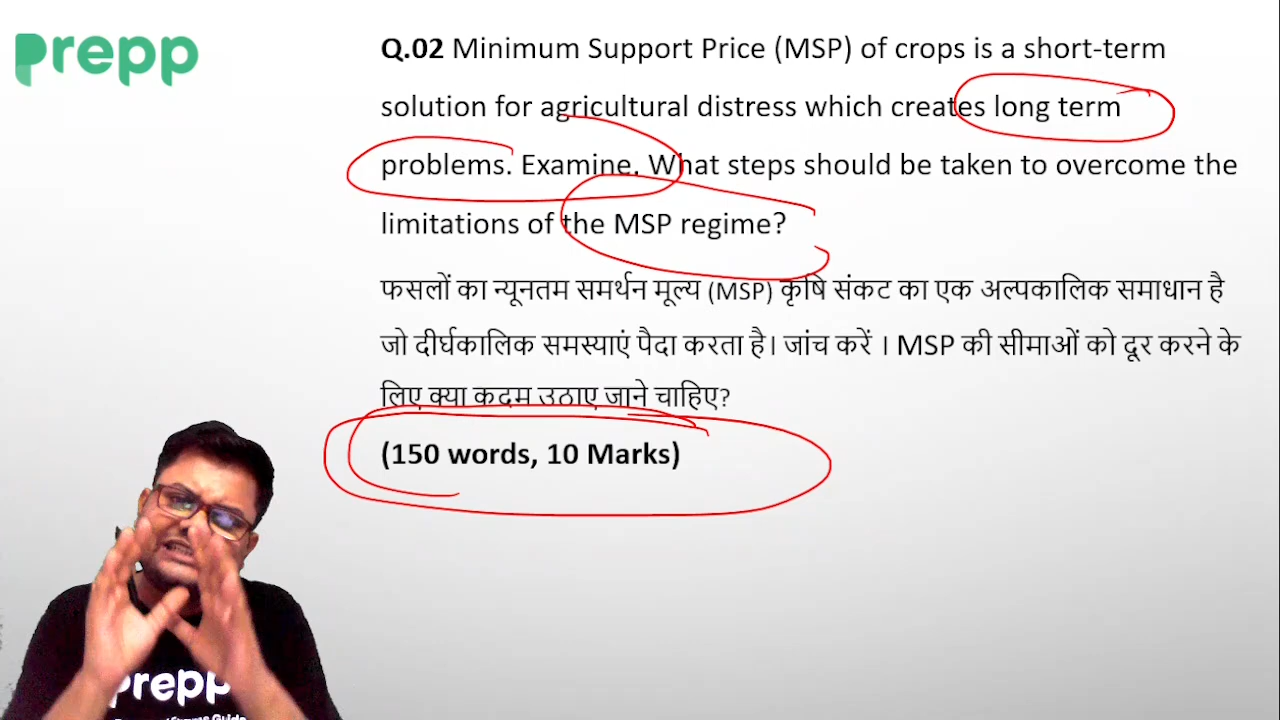 prepp
Q.02 Minimum Support Price (MSP) of crops is a short-term
solution for agricultural distress which creates long term
problems. Examine. What steps should be taken to overcome the
limitations of the MSP regime?
फसलों का न्यूनतम समर्थन मूल्य (MSP) कृषि संकट का एक अल्पकालिक समाधान है
जो दीर्घकालिक समस्याएं पैदा करता है। जांच करें । MSP की सीमाओं को दूर करने के
लिए क्या कदम उठाए जाने चाहिए?
(150 words, 10 Marks)
prepp